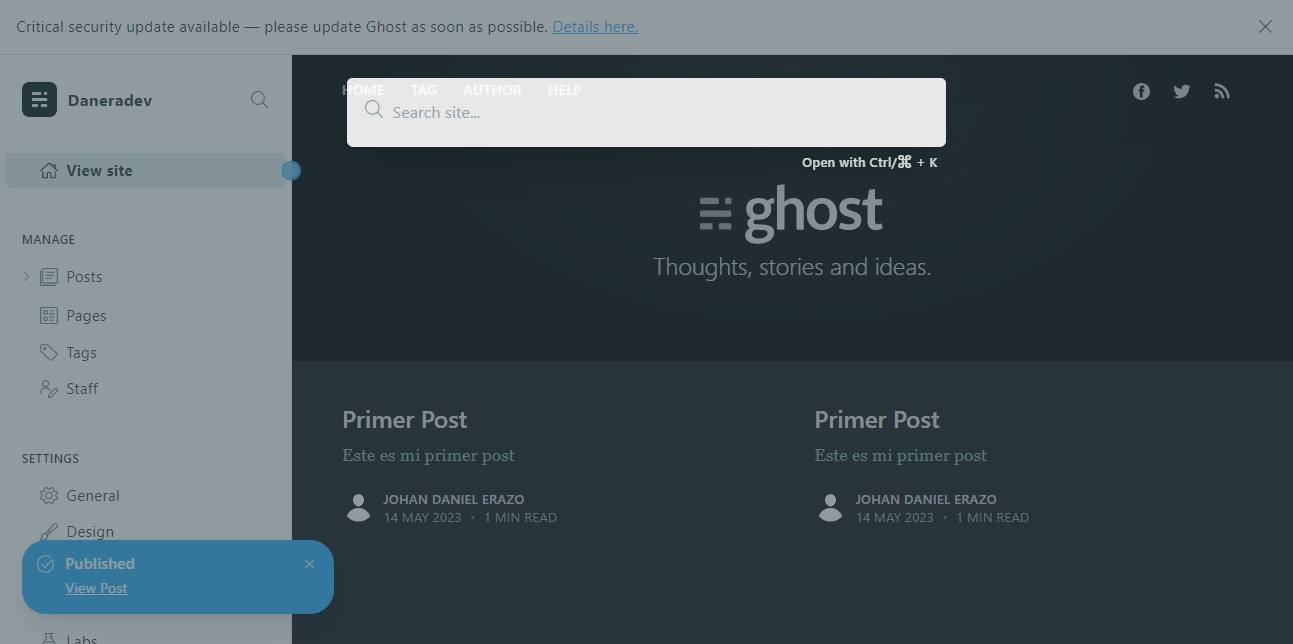 Critical security update available — please update Ghost as soon as possible. Details here.
Daneradev
HOME TAG AUTHOR HELP
Search site...
Open with Ctrl/⌘ + K
View site
ghost
Thoughts, stories and ideas.
MANAGE
Posts
Pages
Tags
Staff
SETTINGS
General
Design
Published
View Post
Labs
Primer Post
Este es mi primer post
JOHAN DANIEL ERAZO
14 MAY 2023 • 1 MIN READ
Primer Post
Este es mi primer post
JOHAN DANIEL ERAZO
14 MAY 2023 • 1 MIN READ